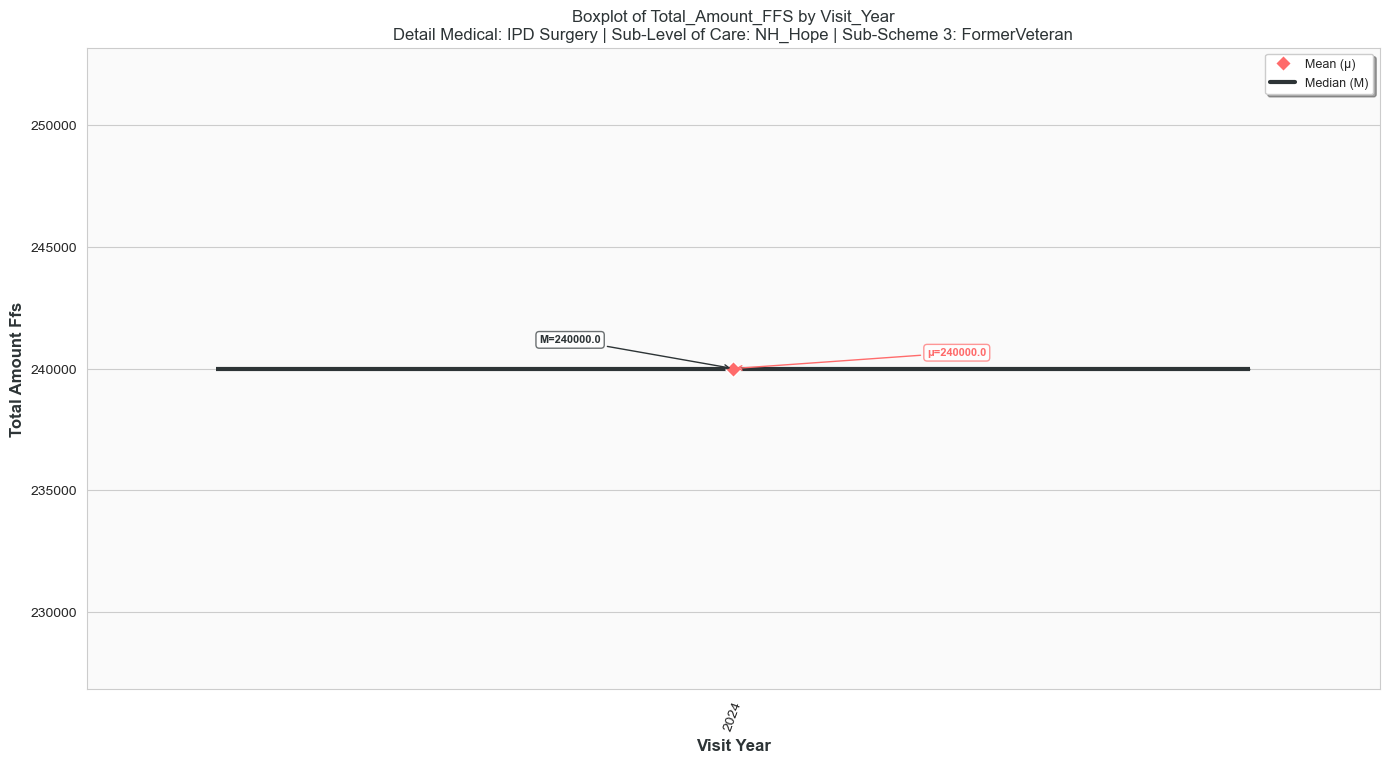 Boxplot of Total_Amount_FFS by Visit_Year
Detail Medical: IPD Surgery | Sub-Level of Care: NH_Hope | Sub-Scheme 3: FormerVeteran
Mean (μ)
Median (M)
250000
245000
240000
235000
230000
Total Amount Ffs
M=240000.0
μ=240000.0
2024
Visit Year